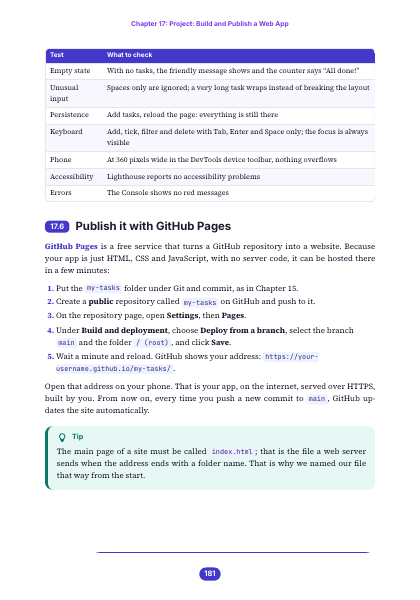 Chapter 17: Project: Build and Publish a Web App
Test What to check
Empty state With no tasks, the friendly message shows and the counter says “All done!”
Unusual input Spaces only are ignored; a very long task wraps instead of breaking the layout
Persistence Add tasks, reload the page: everything is still there
Keyboard Add, tick, filter and delete with Tab, Enter and Space only; the focus is always
visible
Phone At 360 pixels wide in the DevTools device toolbar, nothing overflows
Accessibility Lighthouse reports no accessibility problems
Errors The Console shows no red messages
17.6 Publish it with GitHub Pages
GitHub Pages is a free service that turns a GitHub repository into a website. Because
your app is just HTML, CSS and JavaScript, with no server code, it can be hosted there
in a few minutes:
1. Put the my-tasks folder under Git and commit, as in Chapter 15.
2. Create a public repository called my-tasks on GitHub and push to it.
3. On the repository page, open Settings, then Pages.
4. Under Build and deployment, choose Deploy from a branch, select the branch
main and the folder / (root), and click Save.
5. Wait a minute and reload. GitHub shows your address: https://your-
username.github.io/my-tasks/.
Open that address on your phone. That is your app, on the internet, served over HTTPS,
built by you. From now on, every time you push a new commit to main, GitHub up-
dates the site automatically.
Tip
The main page of a site must be called index.html; that is the file a web server
sends when the address ends with a folder name. That is why we named our file
that way from the start.
181